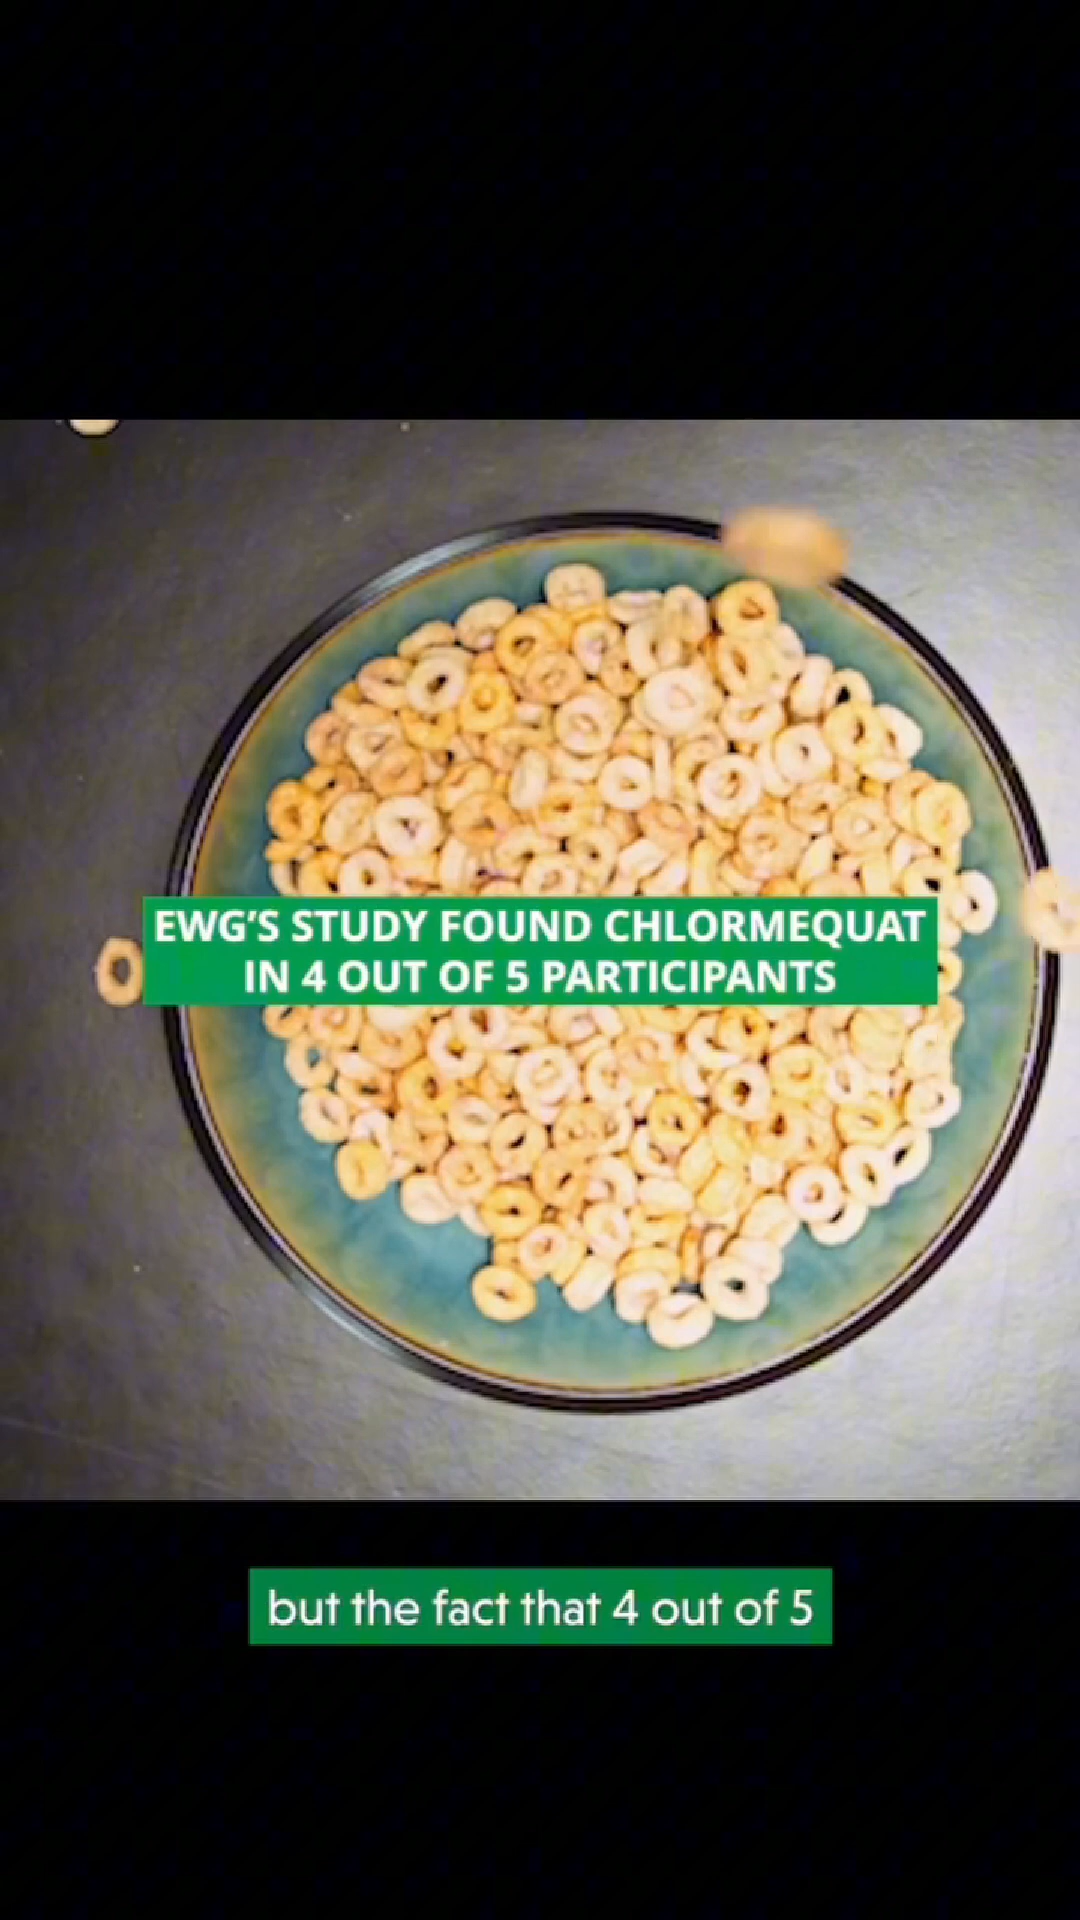 EWG’S STUDY FOUND CHLORMEQUAT
IN 4 OUT OF 5 PARTICIPANTS
but the fact that 4 out of 5